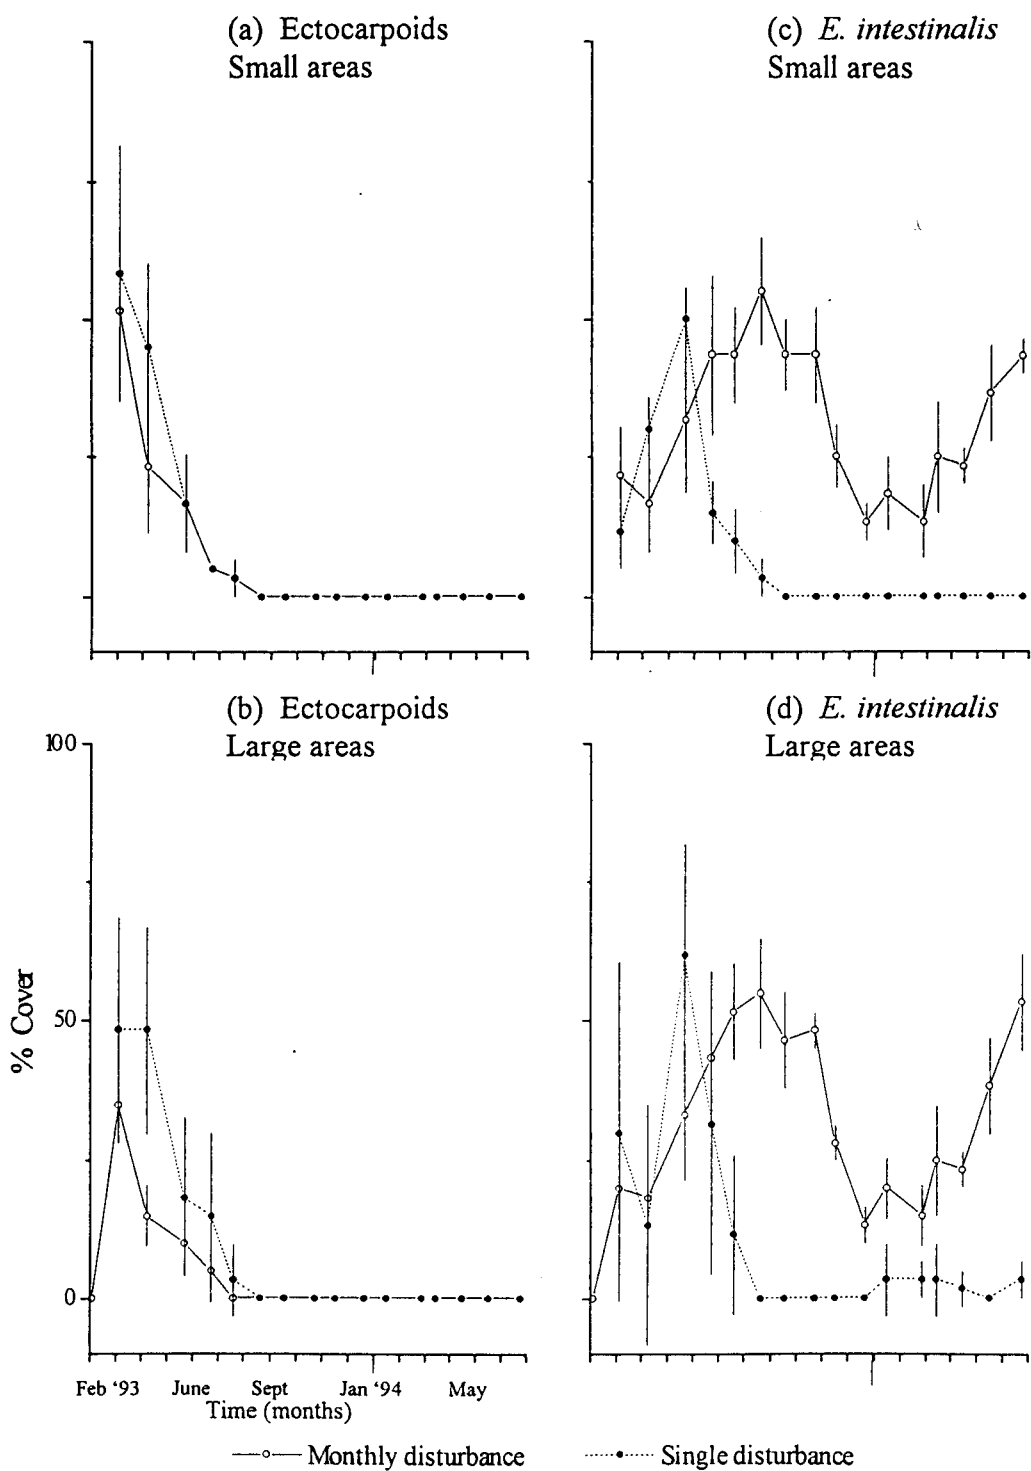 (a) Ectocarpoids
Small areas
(c) E. intestinalis
Small areas
(b) Ectocarpoids
Large areas
(d) E. intestinalis
Large areas
100
50
0
% Cover
Feb '93 June Sept Jan '94 May
Time (months)
Monthly disturbance
Single disturbance